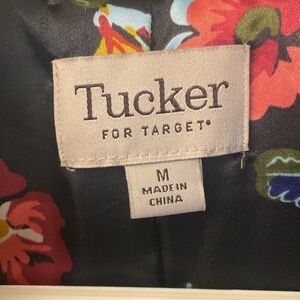 Tucker
FOR TARGET®
M
MADE IN
CHINA